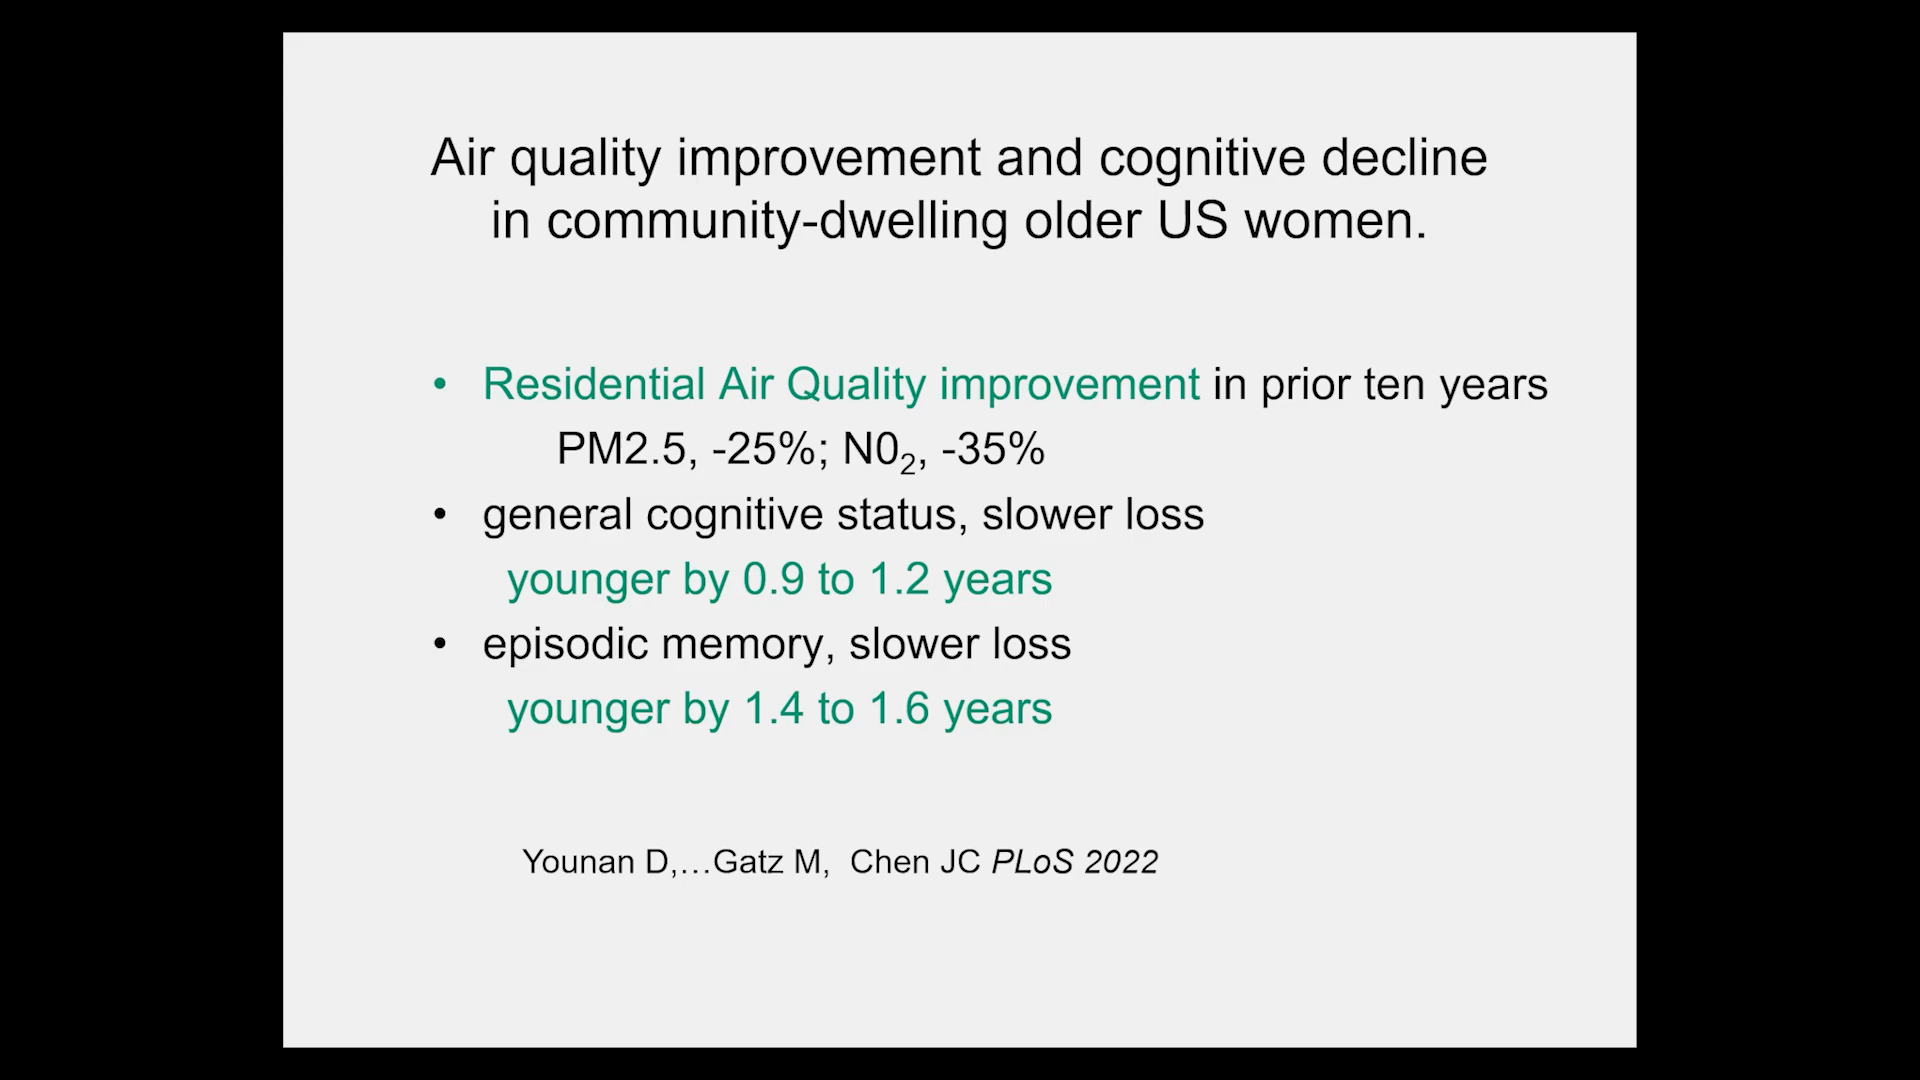 Air quality improvement and cognitive decline
in community-dwelling older US women.
• Residential Air Quality improvement in prior ten years
PM2.5, -25%; N0₂, -35%
• general cognitive status, slower loss
younger by 0.9 to 1.2 years
• episodic memory, slower loss
younger by 1.4 to 1.6 years
Younan D,…Gatz M,  Chen JC PLoS 2022